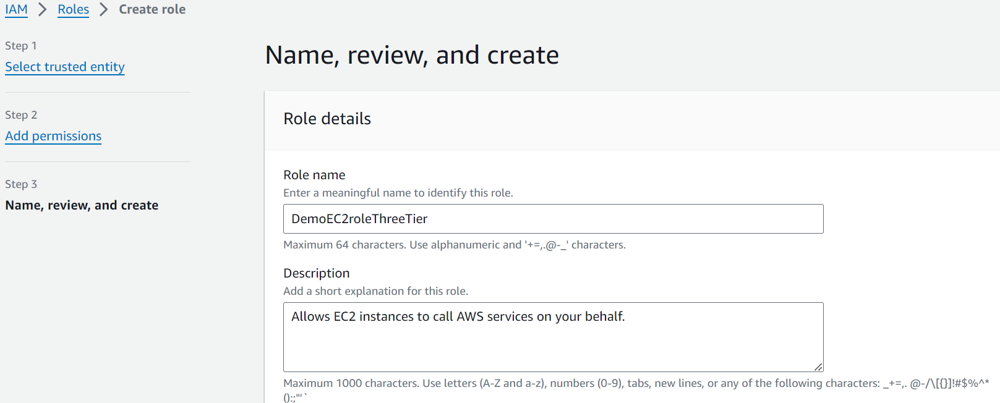 IAM > Roles > Create role
Step 1
Select trusted entity
Step 2
Add permissions
Step 3
Name, review, and create
Name, review, and create
Role details
Role name
Enter a meaningful name to identify this role.
DemoEC2roleThreeTier
Maximum 64 characters. Use alphanumeric and '+=,.@-_' characters.
Description
Add a short explanation for this role.
Allows EC2 instances to call AWS services on your behalf.
Maximum 1000 characters. Use letters (A-Z and a-z), numbers (0-9), tabs, new lines, or any of the following characters: _+=,. @-/\[{}]!#$%^*
():;"'`